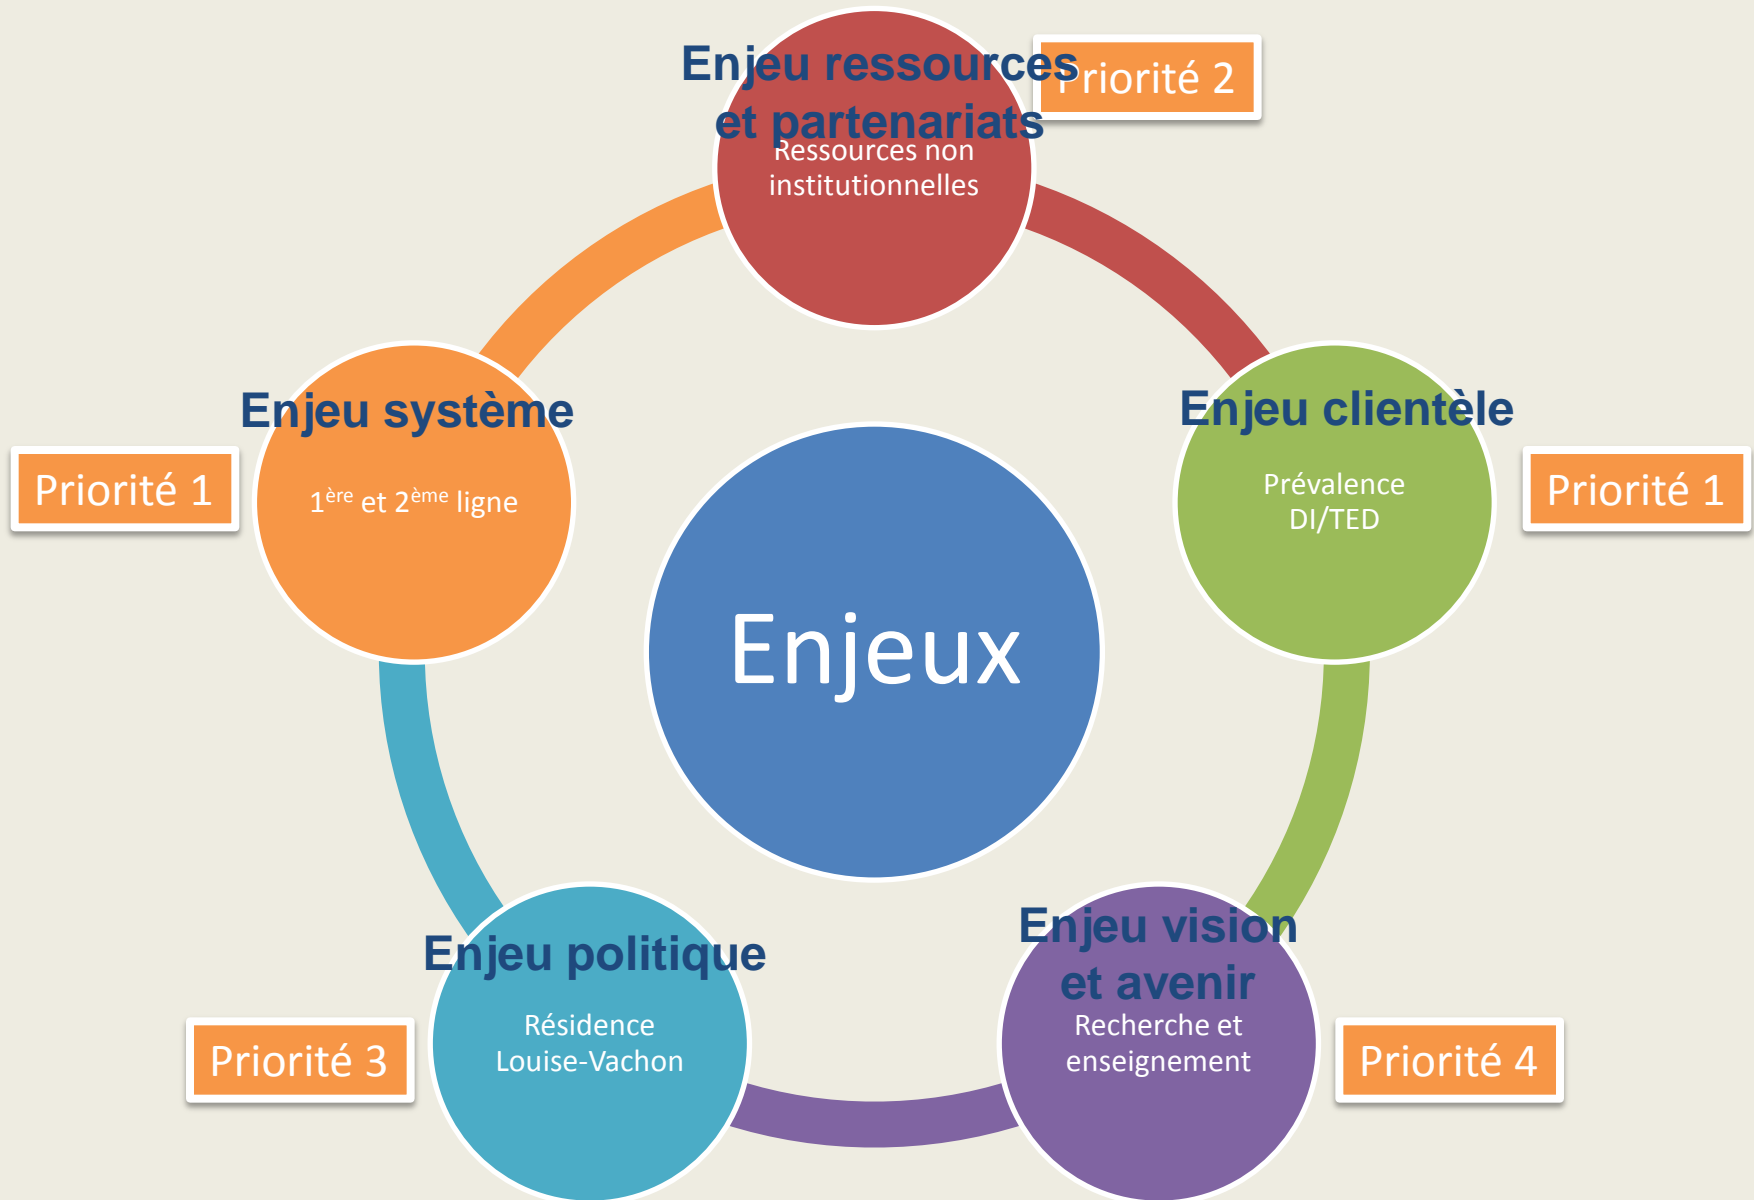 Enjeu ressources
et partenariats
Priorité 2
Ressources non
institutionnelles
Enjeu système
1ère et 2ème ligne
Priorité 1
Enjeu clientèle
Prévalence
DI/TED
Priorité 1
Enjeux
Enjeu politique
Résidence
Louise-Vachon
Priorité 3
Enjeu vision
et avenir
Recherche et
enseignement
Priorité 4